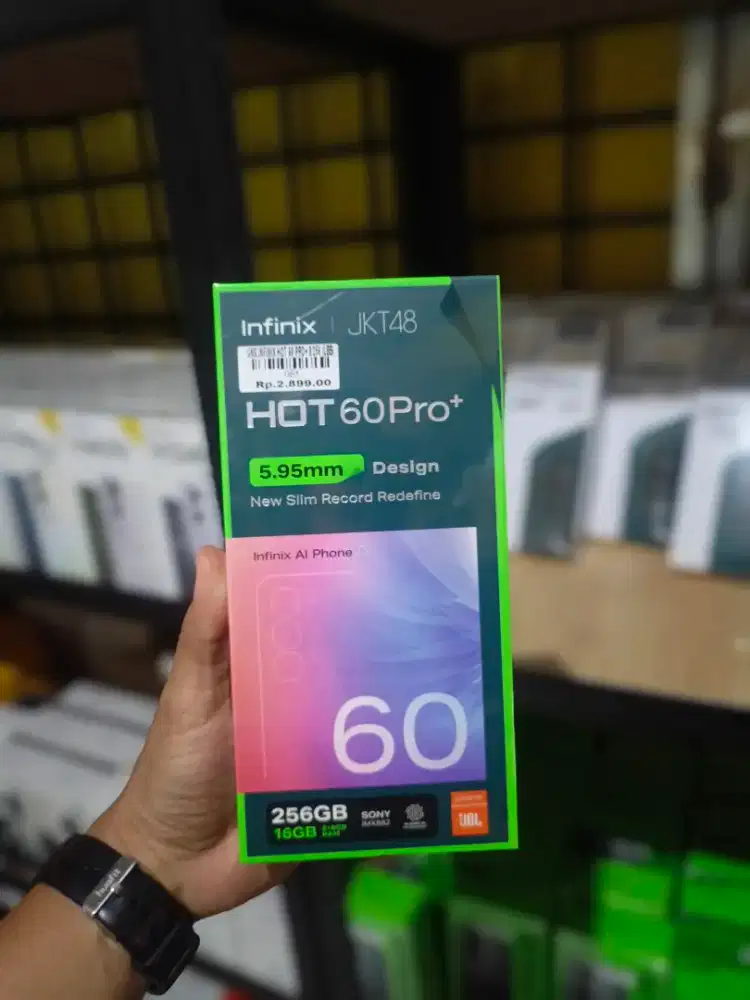 Infinix | JKT48
Rp.2.899.00
HOT 60Pro+
5.95mm Design
New Slim Record Redefine
Infinix AI Phone
60
256GB
16GB
RAM
SONY
JBL